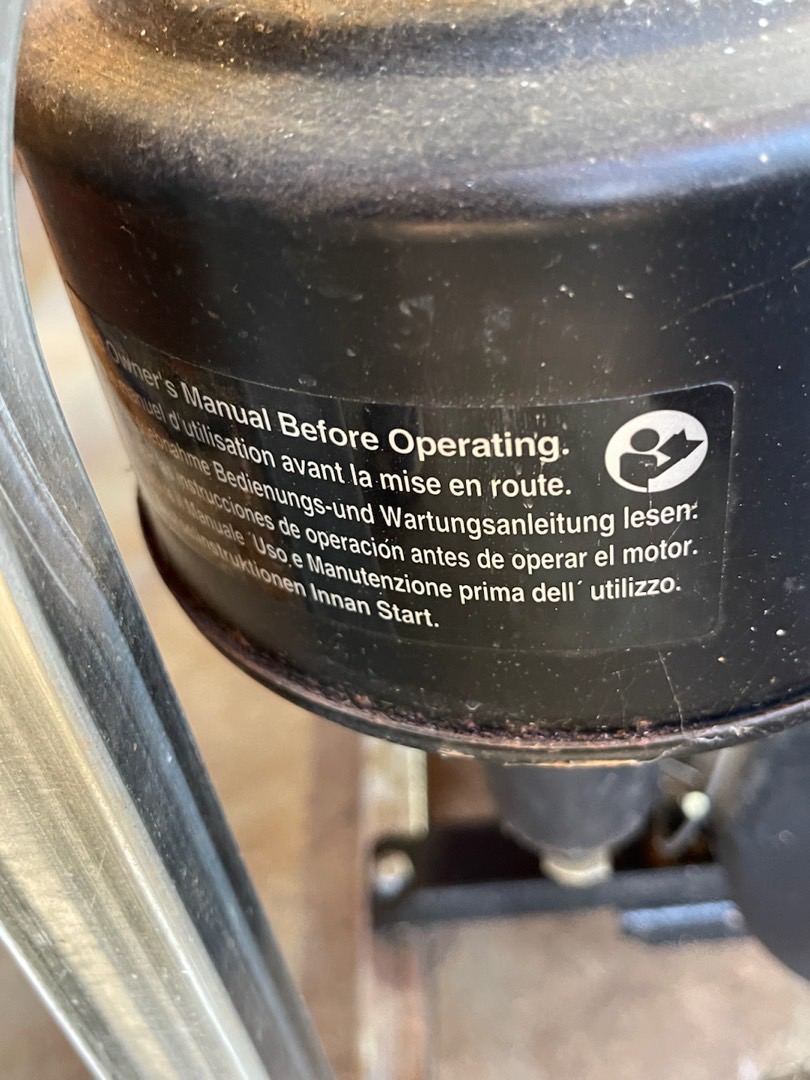 Owner's Manual Before Operating.
d'utilisation avant la mise en route.
Bedienungs-und Wartungsanleitung lesen.
instrucciones de operación antes de operar el motor.
Manuale Uso e Manutenzione prima dell´ utilizzo.
Innan Start.